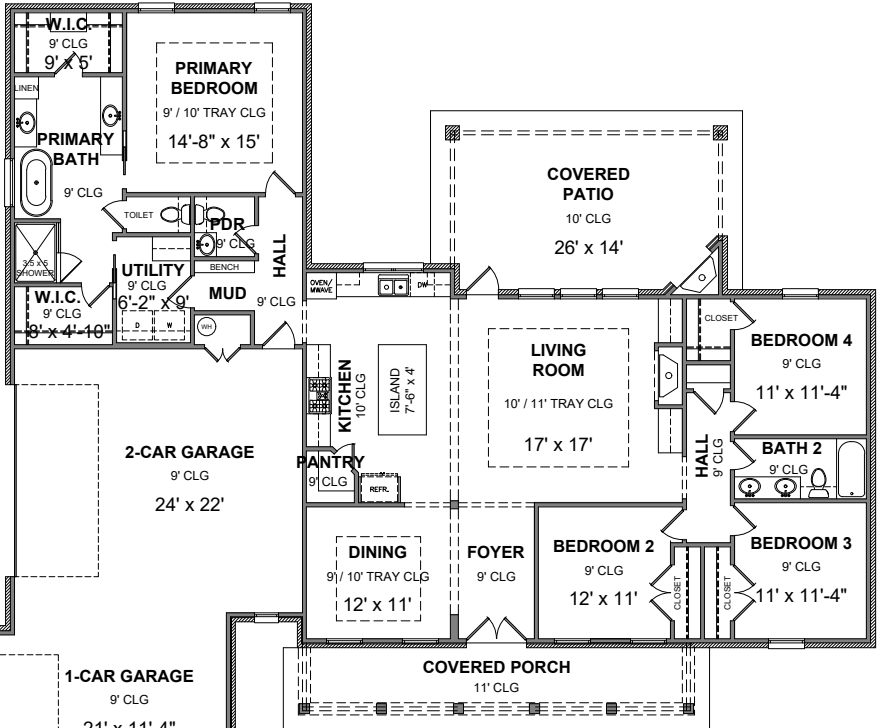 W.I.C.
9' CLG
9' x 5'
LINEN
PRIMARY
BATH
9' CLG
PRIMARY
BEDROOM
9' / 10' TRAY CLG
14'-8" x 15'
TOILET
PDR
9' CLG
3.5 x 5
SHOWER
UTILITY
9' CLG
6'-2" x 9'
D
W
BENCH
MUD
HALL
9' CLG
W.I.C.
9' CLG
8' x 4'-10"
WH
COVERED
PATIO
10' CLG
26' x 14'
OVEN/
MWAVE
DW
KITCHEN
10' CLG
ISLAND
7'-6" x 4'
LIVING
ROOM
10' / 11' TRAY CLG
17' x 17'
CLOSET
BEDROOM 4
9' CLG
11' x 11'-4"
HALL
9' CLG
BATH 2
9' CLG
2-CAR GARAGE
9' CLG
24' x 22'
PANTRY
9' CLG
REFR.
DINING
9' / 10' TRAY CLG
12' x 11'
FOYER
9' CLG
BEDROOM 2
9' CLG
12' x 11'
CLOSET
CLOSET
BEDROOM 3
9' CLG
11' x 11'-4"
COVERED PORCH
11' CLG
1-CAR GARAGE
9' CLG
21' x 11'-4"